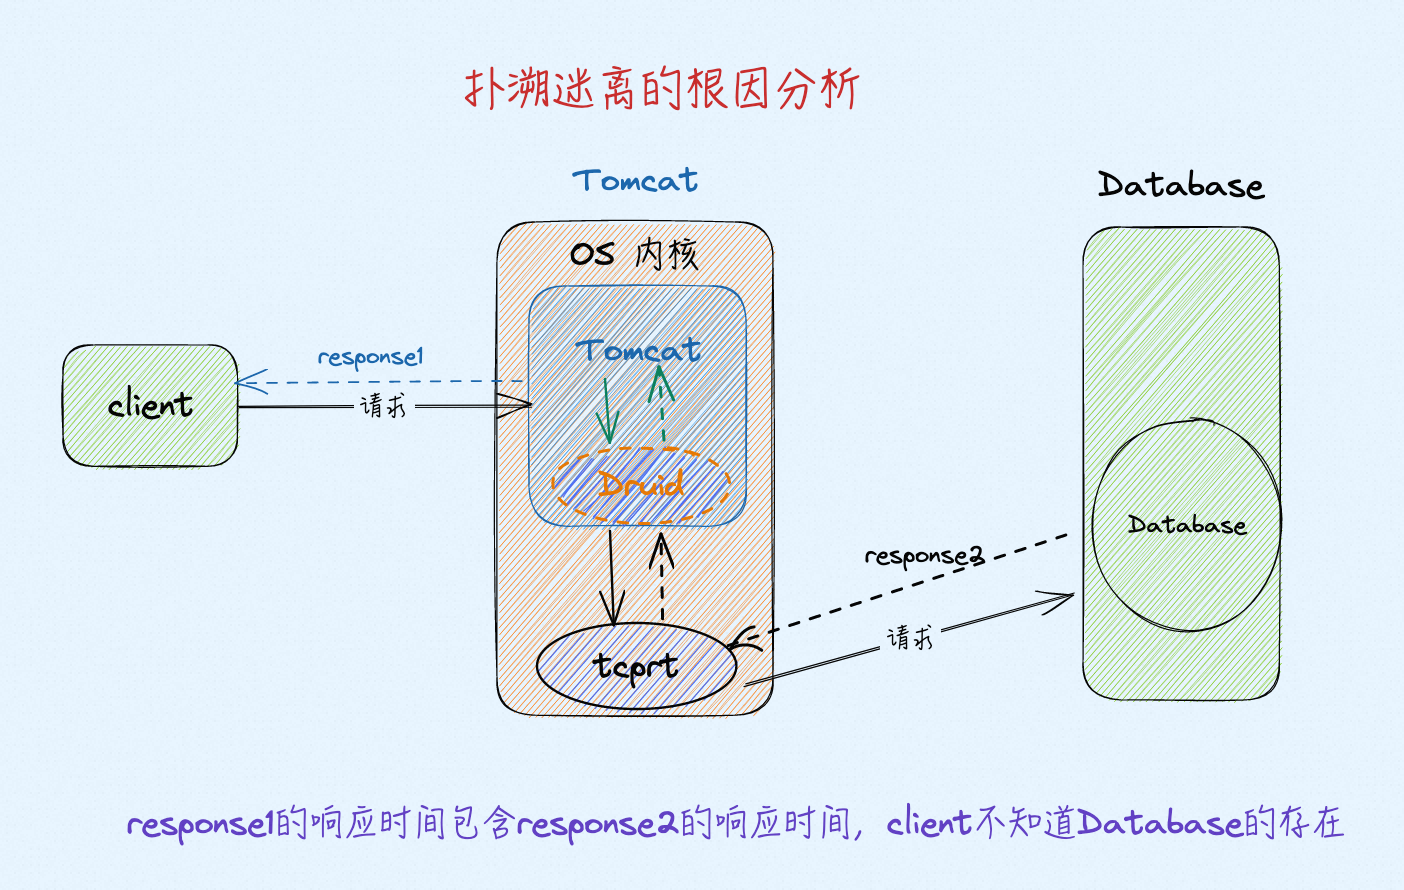 扑溯迷离的根因分析
Tomcat
Database
OS 内核
Tomcat
response1
client
请求
Druid
Database
response2
请求
tcprt
response1的响应时间包含response2的响应时间，client不知道Database的存在